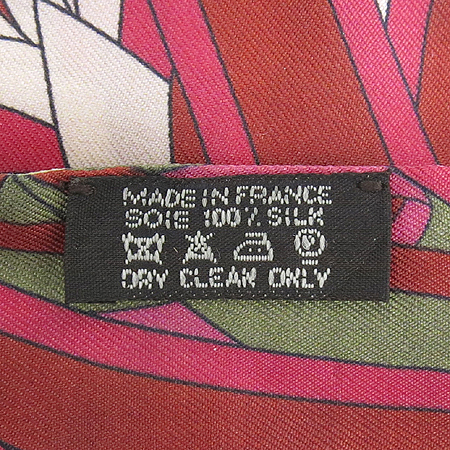 MADE IN FRANCE
SOIE 100% SILK
P
DRY CLEAN ONLY